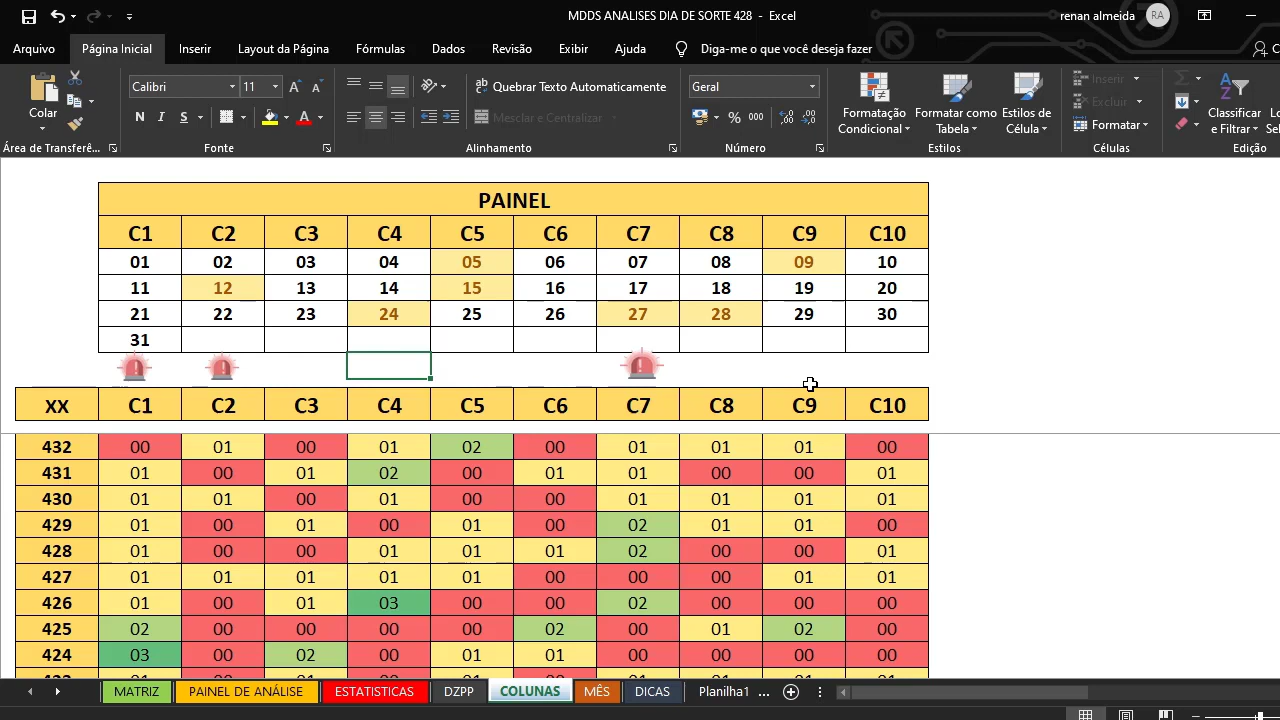 MDDS ANALISES DIA DE SORTE 428 - Excel
renan almeida RA
Arquivo Página Inicial Inserir Layout da Página Fórmulas Dados Revisão Exibir Ajuda Diga-me o que você deseja fazer
Calibri 11 Quebrar Texto Automaticamente Geral Inserir
Colar N I S A Mesclar e Centralizar % 000 Formatação Condicional Formatar como Tabela Estilos de Célula Excluir Formatar Classificar e Filtrar
Área de Transferê... Fonte Alinhamento Número Estilos Células Edição
PAINEL
C1 C2 C3 C4 C5 C6 C7 C8 C9 C10
01 02 03 04 05 06 07 08 09 10
11 12 13 14 15 16 17 18 19 20
21 22 23 24 25 26 27 28 29 30
31
XX C1 C2 C3 C4 C5 C6 C7 C8 C9 C10
432 00 01 00 01 02 00 01 01 01 00
431 01 00 01 02 00 01 01 00 00 01
430 01 01 00 01 00 00 01 01 01 01
429 01 00 01 00 01 00 02 01 01 00
428 01 00 00 01 01 01 02 00 00 01
427 01 01 01 01 01 00 00 00 01 01
426 01 00 01 03 00 00 02 00 00 00
425 02 00 00 00 00 02 00 01 02 00
424 03 00 02 00 01 01 00 00 00 00
MATRIZ PAINEL DE ANÁLISE ESTATISTICAS DZPP COLUNAS MÊS DICAS Planilha1 ...